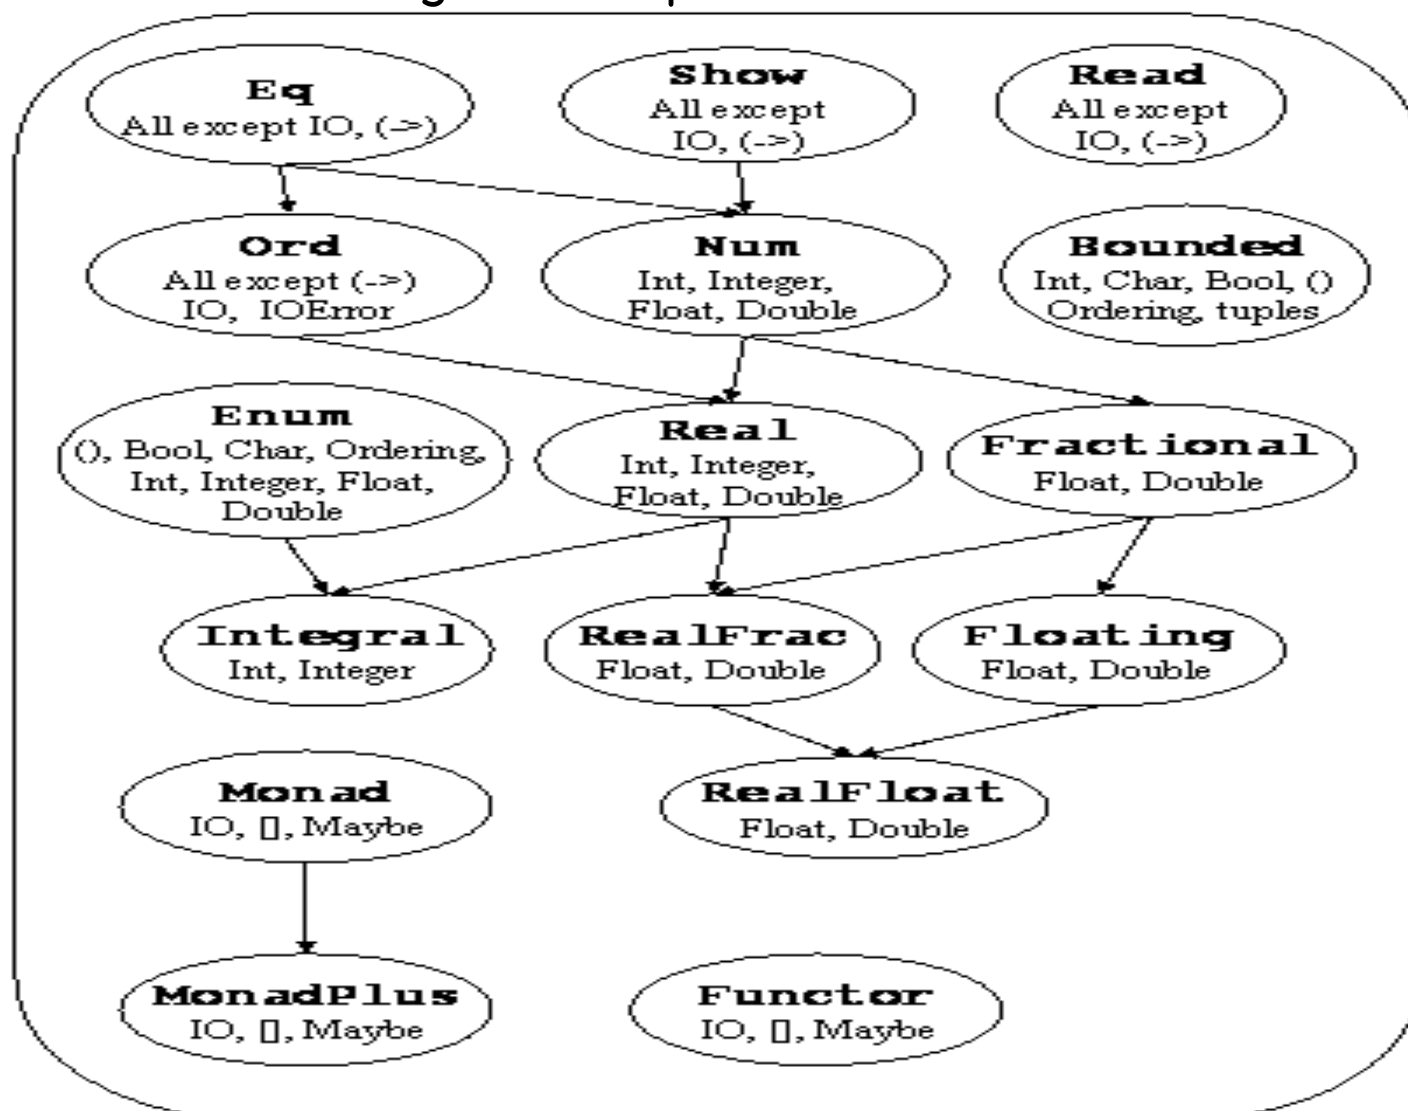 Eq
All except IO, (->)
Show
All except
IO, (->)
Read
All except
IO, (->)
Ord
All except (->)
IO, IOError
Num
Int, Integer,
Float, Double
Bounded
Int, Char, Bool, ()
Ordering, tuples
Enum
(), Bool, Char, Ordering,
Int, Integer, Float,
Double
Real
Int, Integer,
Float, Double
Fractional
Float, Double
Integral
Int, Integer
RealFrac
Float, Double
Floating
Float, Double
Monad
IO, [], Maybe
RealFloat
Float, Double
MonadPlus
IO, [], Maybe
Functor
IO, [], Maybe